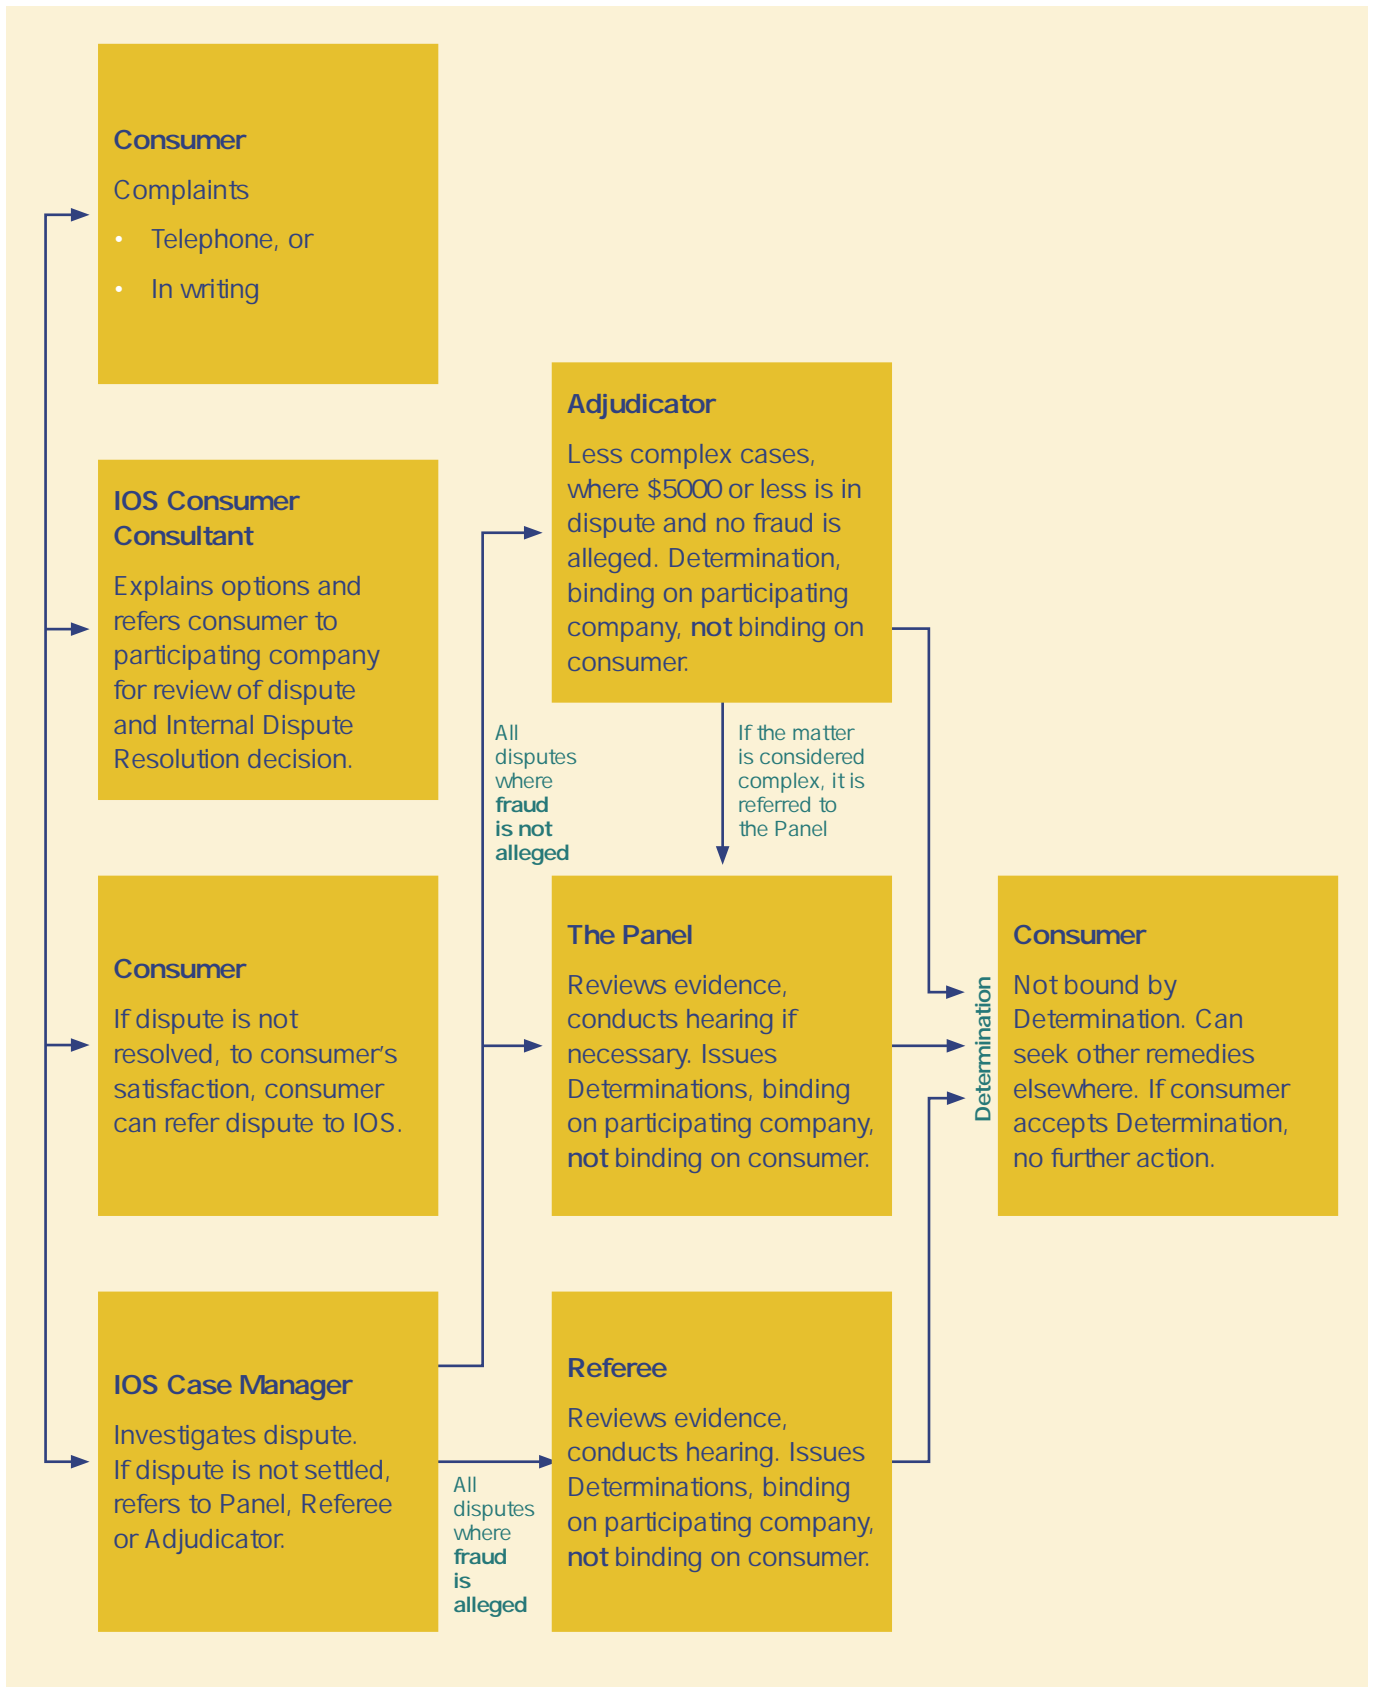 Consumer
Complaints
• Telephone, or
• In writing
IOS Consumer
Consultant
Explains options and
refers consumer to
participating company
for review of dispute
and Internal Dispute
Resolution decision.
Consumer
If dispute is not
resolved, to consumer's
satisfaction, consumer
can refer dispute to IOS.
IOS Case Manager
Investigates dispute.
If dispute is not settled,
refers to Panel, Referee
or Adjudicator.
All
disputes
where
fraud
is not
alleged
All
disputes
where
fraud
is
alleged
Adjudicator
Less complex cases,
where $5000 or less is in
dispute and no fraud is
alleged. Determination,
binding on participating
company, not binding on
consumer.
If the matter
is considered
complex, it is
referred to
the Panel
The Panel
Reviews evidence,
conducts hearing if
necessary. Issues
Determinations, binding
on participating company,
not binding on consumer.
Referee
Reviews evidence,
conducts hearing. Issues
Determinations, binding
on participating company,
not binding on consumer.
Determination
Consumer
Not bound by
Determination. Can
seek other remedies
elsewhere. If consumer
accepts Determination,
no further action.